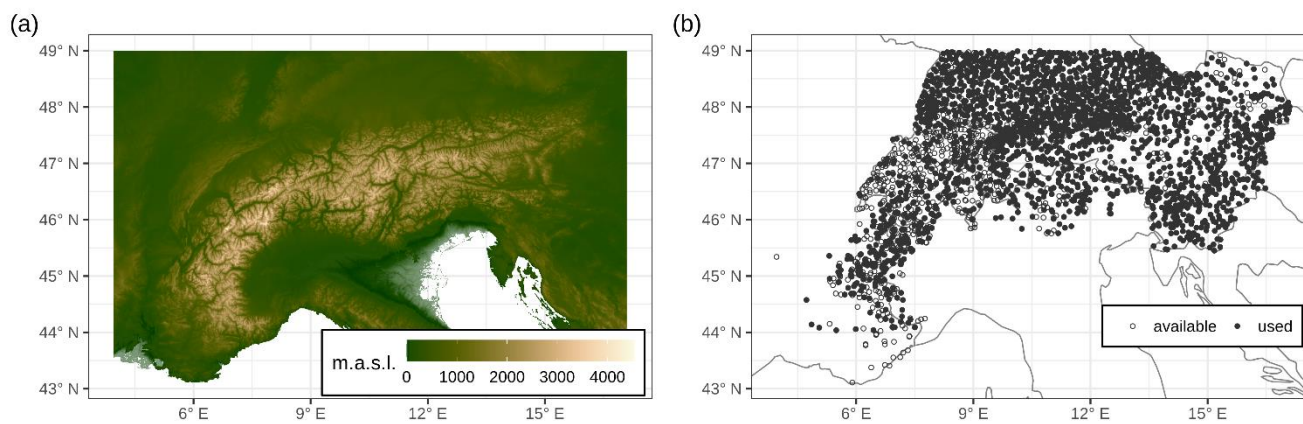 (a)
49° N
48° N
47° N
46° N
45° N
44° N
43° N
m.a.s.l.
0 1000 2000 3000 4000
6° E 9° E 12° E 15° E
(b)
49° N
48° N
47° N
46° N
45° N
44° N
43° N
available used
6° E 9° E 12° E 15° E